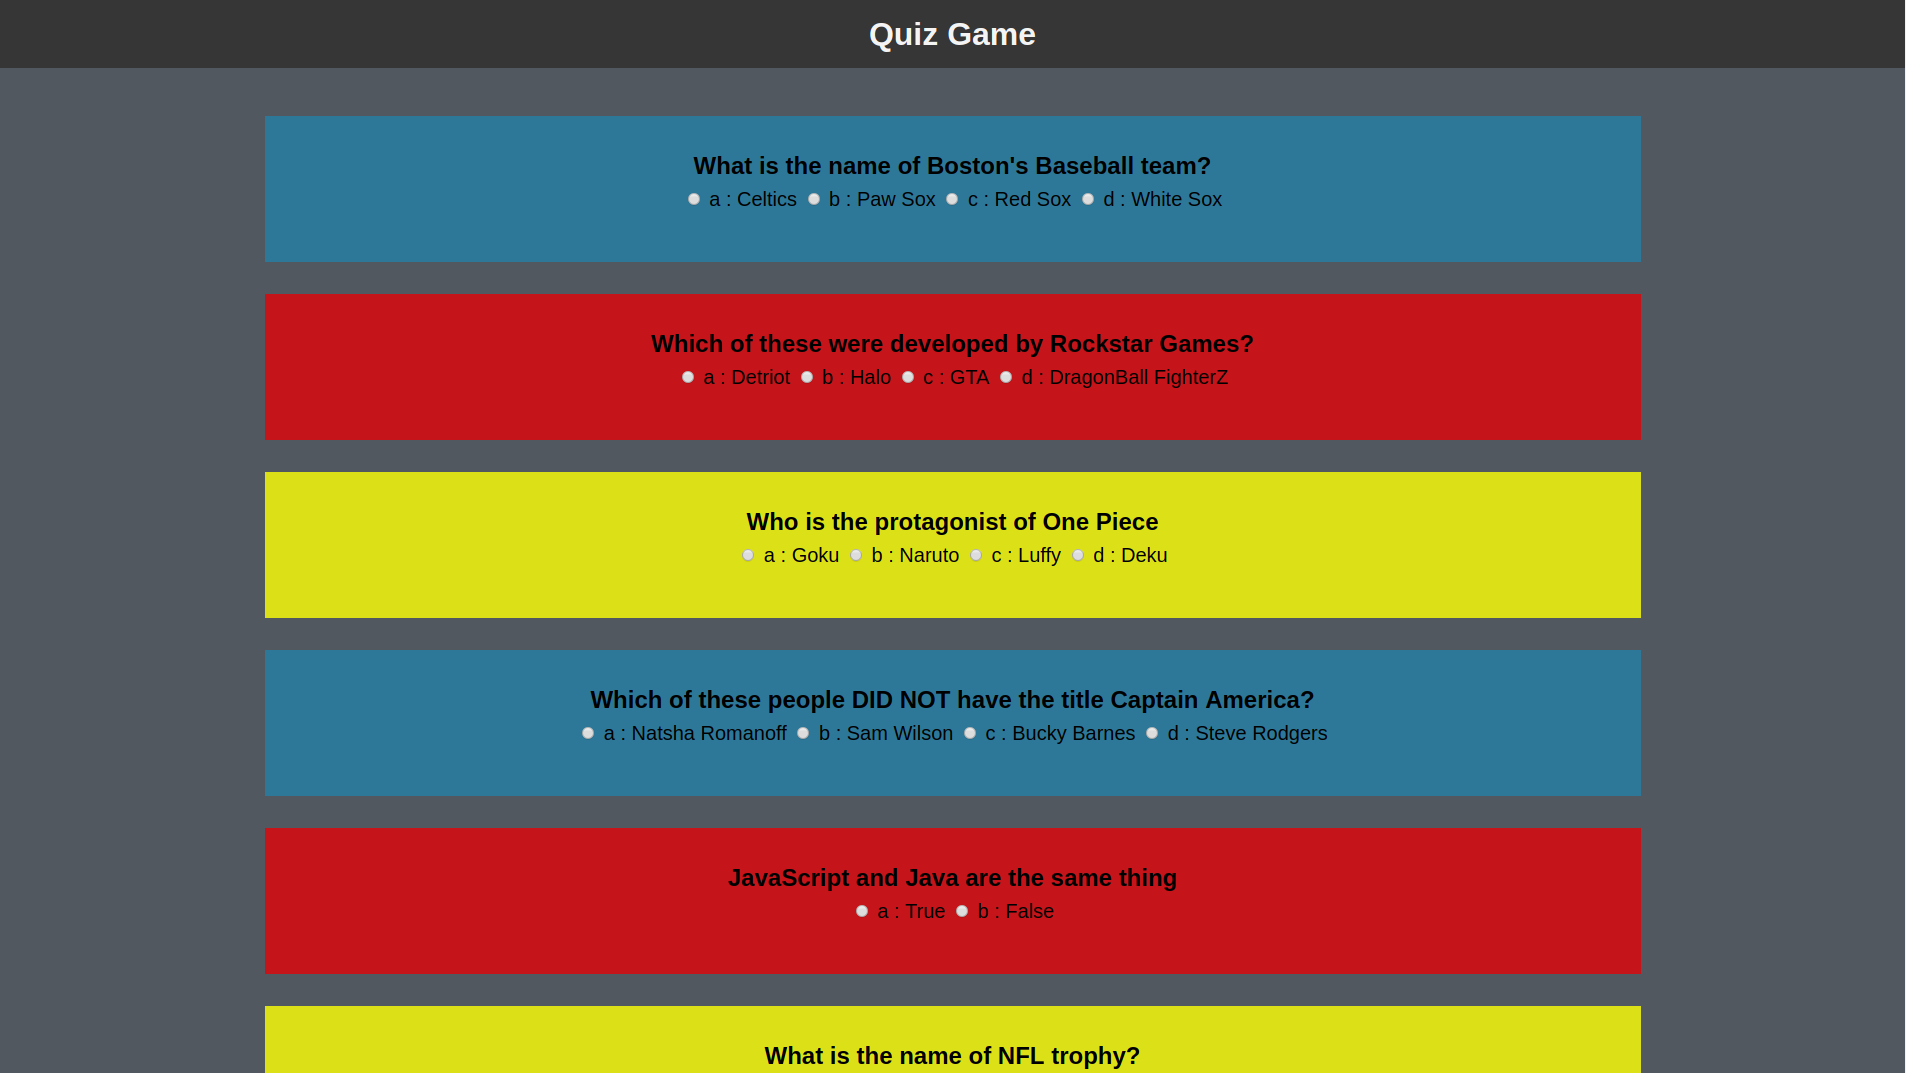 Quiz Game
What is the name of Boston's Baseball team?
a : Celtics b : Paw Sox c : Red Sox d : White Sox
Which of these were developed by Rockstar Games?
a : Detriot b : Halo c : GTA d : DragonBall FighterZ
Who is the protagonist of One Piece
a : Goku b : Naruto c : Luffy d : Deku
Which of these people DID NOT have the title Captain America?
a : Natsha Romanoff b : Sam Wilson c : Bucky Barnes d : Steve Rodgers
JavaScript and Java are the same thing
a : True b : False
What is the name of NFL trophy?